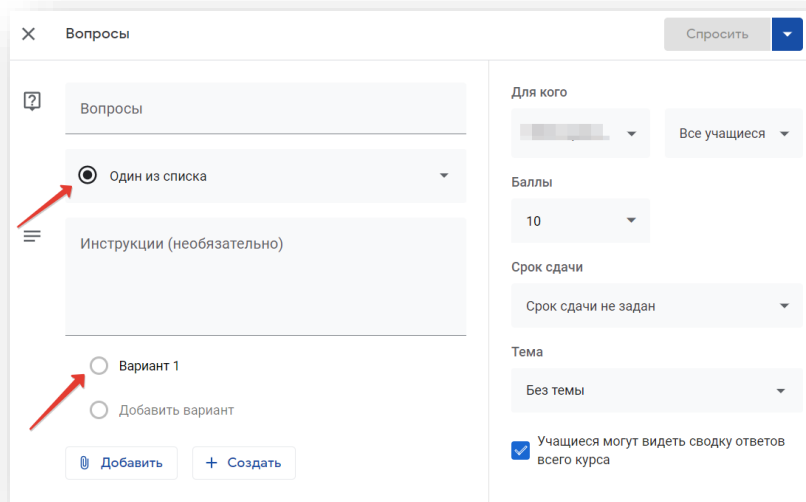 Вопросы
Спросить
Вопросы
Один из списка
Инструкции (необязательно)
Вариант 1
Добавить вариант
Добавить
Создать
Для кого
Все учащиеся
Баллы
10
Срок сдачи
Срок сдачи не задан
Тема
Без темы
Учащиеся могут видеть сводку ответов
всего курса